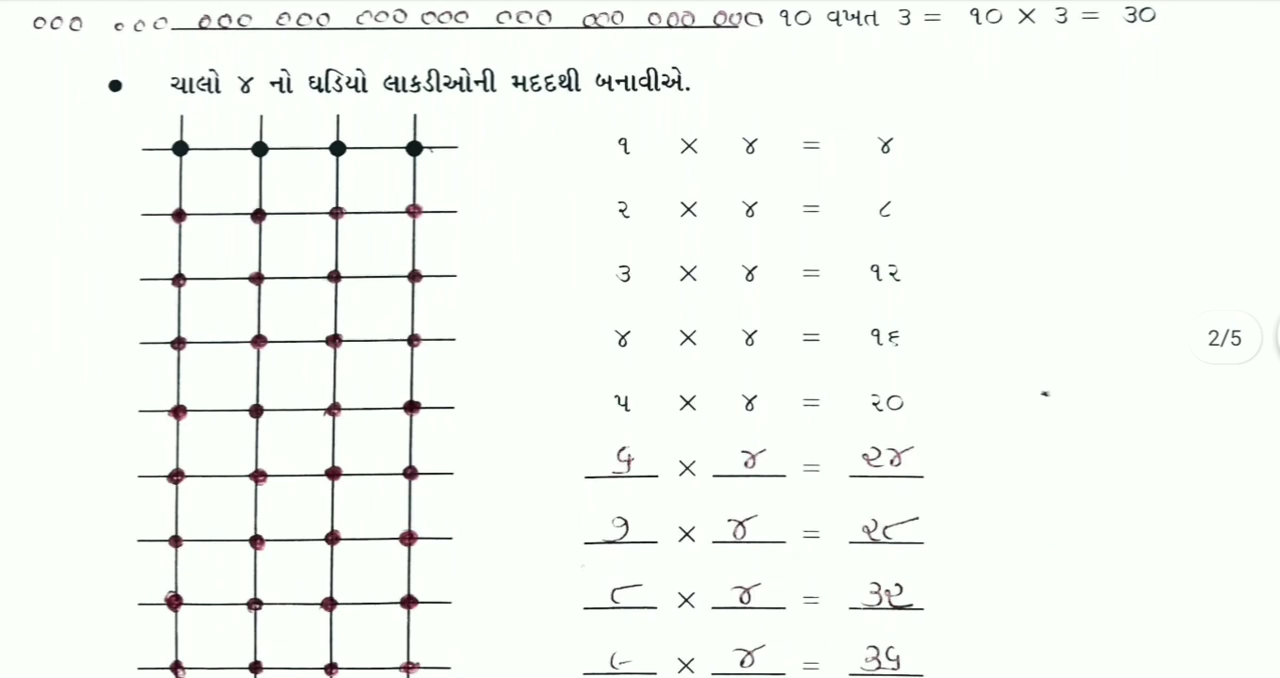 ૧૦ વખત 3 = ૧૦ × 3 = 30
• ચાલો ૪ નો ઘડિયો લાકડીઓની મદદથી બનાવીએ.
૧ × ૪ = ૪
૨ × ૪ = ૮
૩ × ૪ = ૧૨
૪ × ૪ = ૧૬
2/5
૫ × ૪ = ૨૦
૬ × ૪ = ૨૪
૭ × ૪ = ૨૮
૮ × ૪ = ૩૨
૯ × ૪ = ૩૬